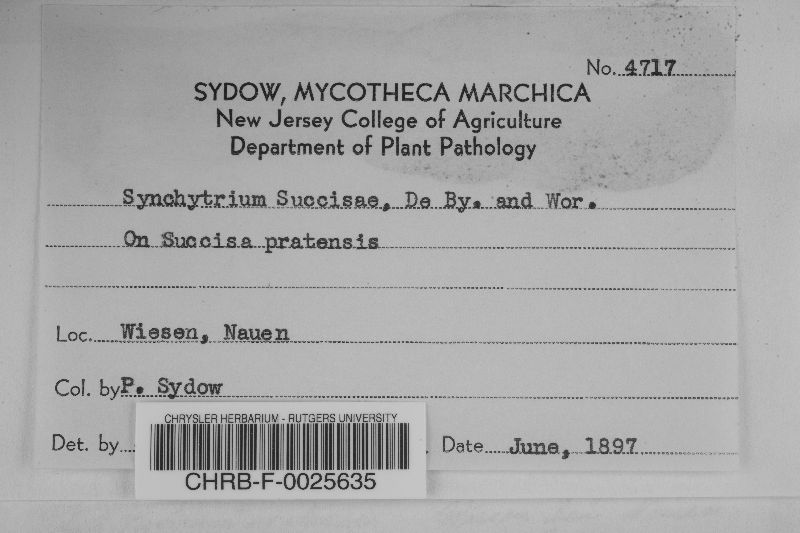 No. 4717
SYDOW, MYCOTHECA MARCHICA
New Jersey College of Agriculture
Department of Plant Pathology
Synchytrium Succisae, De By. and Wor.
On Succisa pratensis
Loc. Wiesen, Nauen
Col. by P. Sydow
Det. by Date June, 1897
CHRYSLER HERBARIUM - RUTGERS UNIVERSITY
CHRB-F-0025635